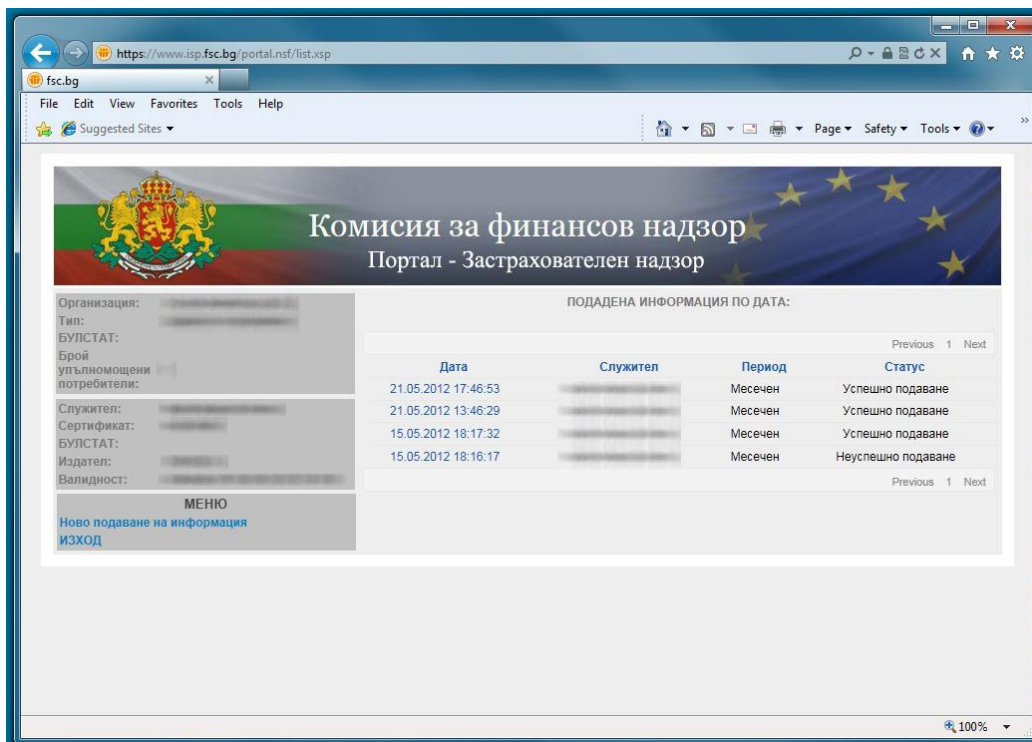 https://www.isp.fsc.bg/portal.nsf/list.xsp
fsc.bg
File Edit View Favorites Tools Help
Suggested Sites
Page Safety Tools
Комисия за финансов надзор
Портал - Застрахователен надзор
Организация:
Тип:
БУЛСТАТ:
Брой
упълномощени
потребители:
Служител:
Сертификат:
БУЛСТАТ:
Издател:
Валидност:
МЕНЮ
Ново подаване на информация
ИЗХОД
ПОДАДЕНА ИНФОРМАЦИЯ ПО ДАТА:
Previous 1 Next
Дата Служител Период Статус
21.05.2012 17:46:53 Месечен Успешно подаване
21.05.2012 13:46:29 Месечен Успешно подаване
15.05.2012 18:17:32 Месечен Успешно подаване
15.05.2012 18:16:17 Месечен Неуспешно подаване
Previous 1 Next
100%